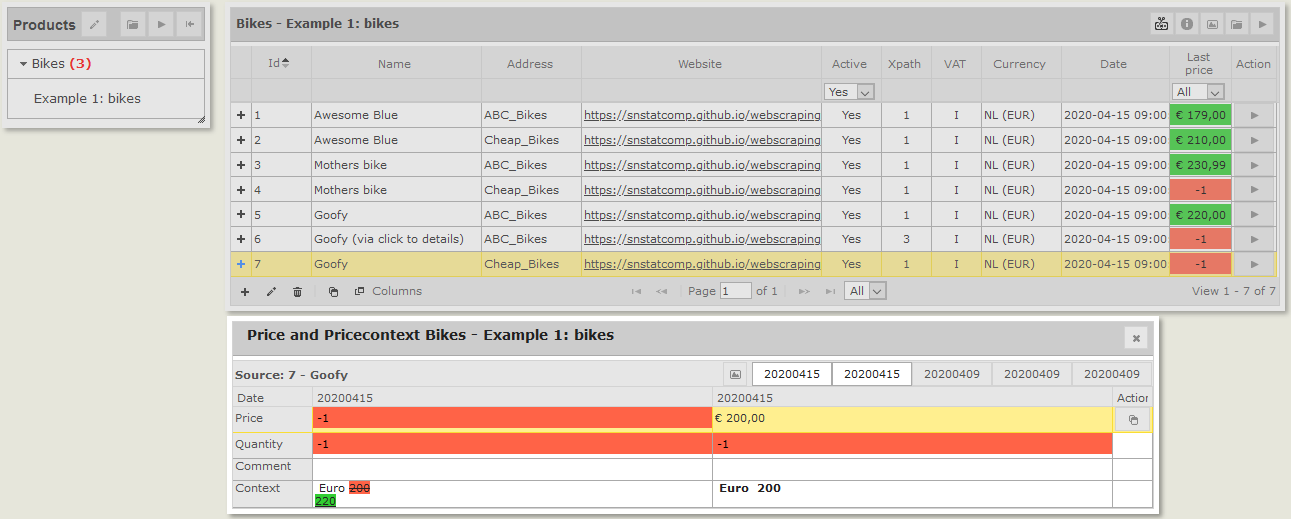 Products
Bikes (3)
Example 1: bikes
Bikes - Example 1: bikes
Id Name Address Website Active Xpath VAT Currency Date Last price Action
Yes All
1 Awesome Blue ABC_Bikes https://snstatcomp.github.io/webscraping Yes 1 I NL (EUR) 2020-04-15 09:00 € 179,00
2 Awesome Blue Cheap_Bikes https://snstatcomp.github.io/webscraping Yes 1 I NL (EUR) 2020-04-15 09:00 € 210,00
3 Mothers bike ABC_Bikes https://snstatcomp.github.io/webscraping Yes 1 I NL (EUR) 2020-04-15 09:00 € 230,99
4 Mothers bike Cheap_Bikes https://snstatcomp.github.io/webscraping Yes 1 I NL (EUR) 2020-04-15 09:00 -1
5 Goofy ABC_Bikes https://snstatcomp.github.io/webscraping Yes 1 I NL (EUR) 2020-04-15 09:00 € 220,00
6 Goofy (via click to details) ABC_Bikes https://snstatcomp.github.io/webscraping Yes 3 I NL (EUR) 2020-04-15 09:00 -1
7 Goofy Cheap_Bikes https://snstatcomp.github.io/webscraping Yes 1 I NL (EUR) 2020-04-15 09:00 -1
Columns Page 1 of 1 All View 1 - 7 of 7
Price and Pricecontext Bikes - Example 1: bikes
Source: 7 - Goofy 20200415 20200415 20200409 20200409 20200409
Date 20200415 20200415 Action
Price -1 € 200,00
Quantity -1 -1
Comment
Context Euro 200 Euro 200
220